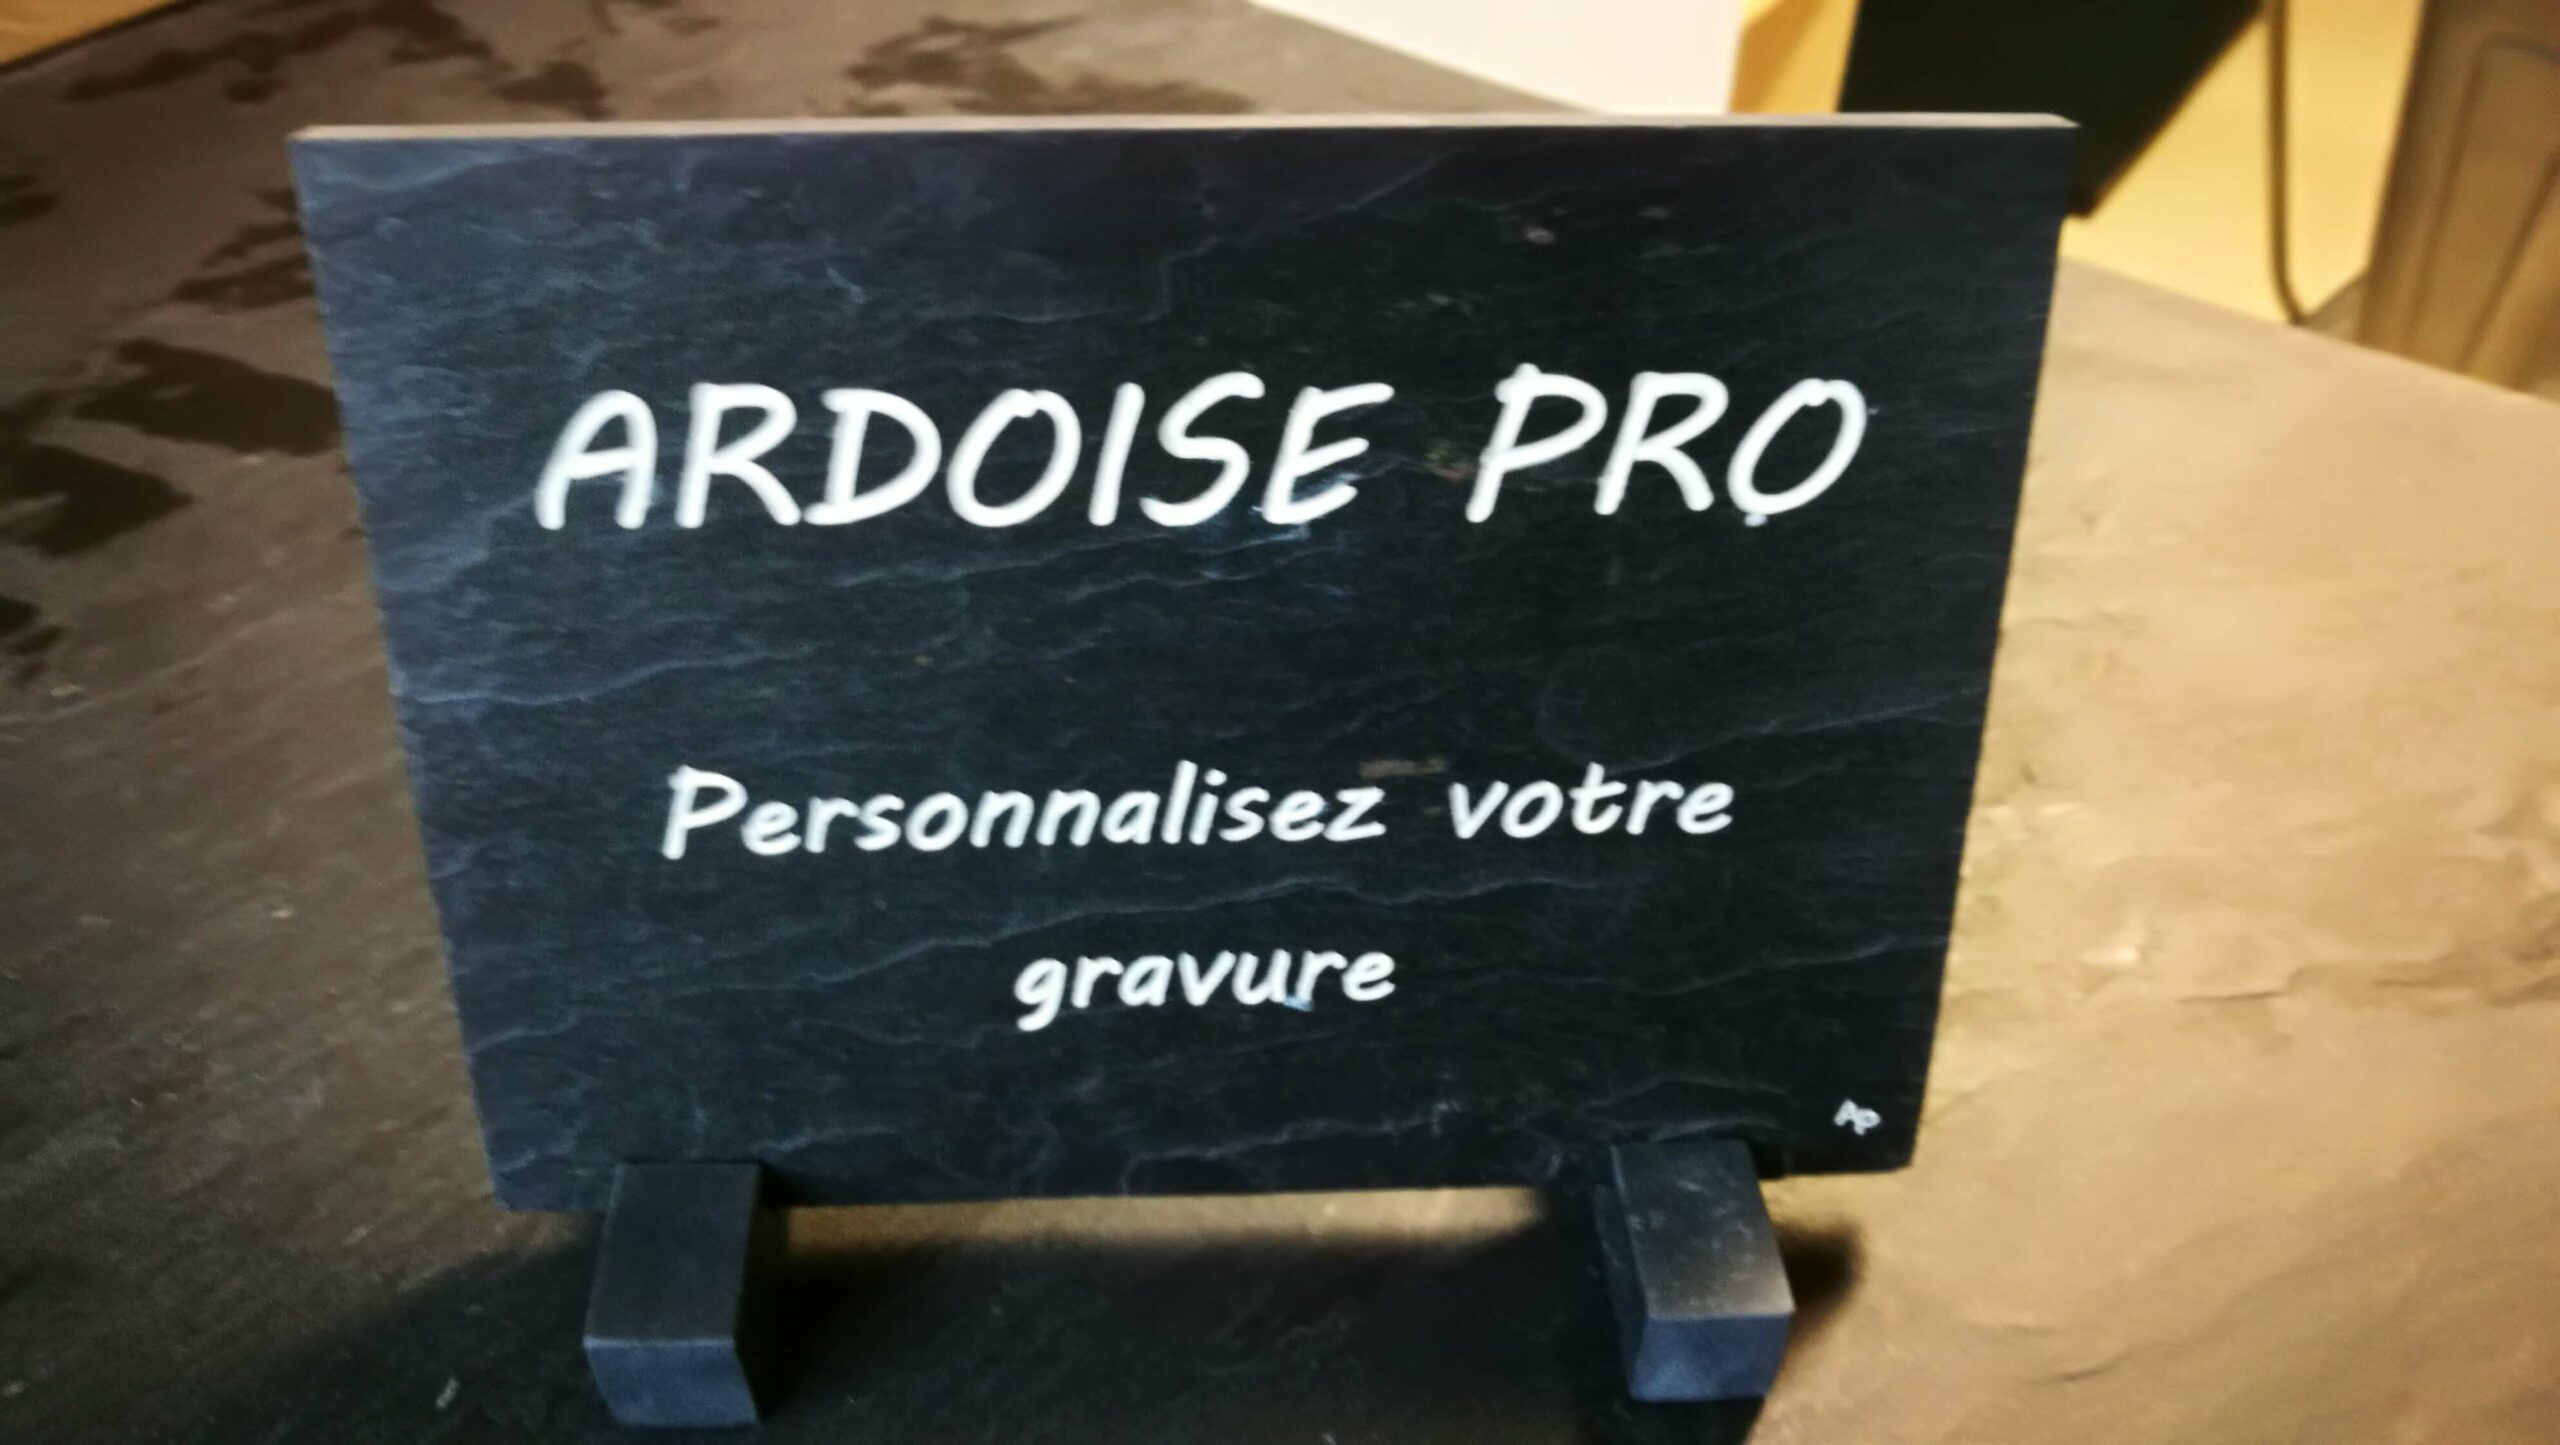 ARDOISE PRO
Personnalisez votre
gravure
AP